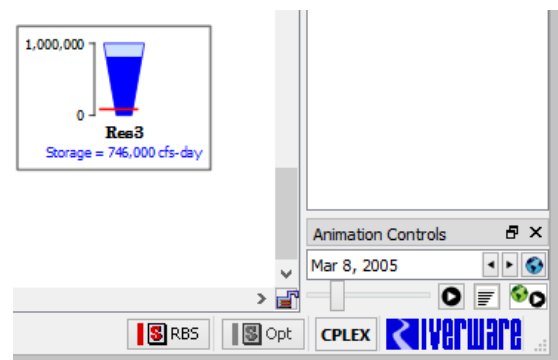 1,000,000
0
Res3
Storage = 746,000 cfs-day
Animation Controls
Mar 8, 2005
S RBS
S Opt
CPLEX
RiverWare